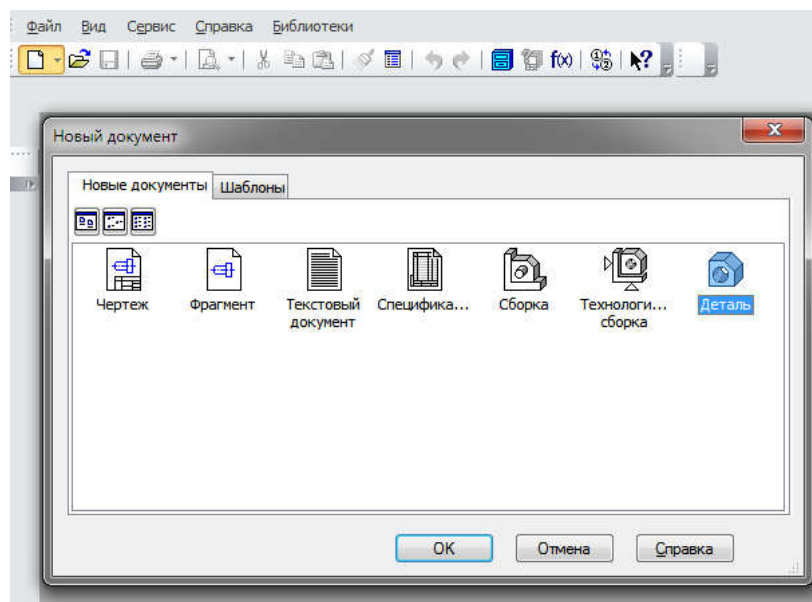 Файл Вид Сервис Справка Библиотеки
f(x)
Новый документ
Новые документы Шаблоны
Чертеж Фрагмент Текстовый документ Специфика... Сборка Технологи... сборка Деталь
OK Отмена Справка